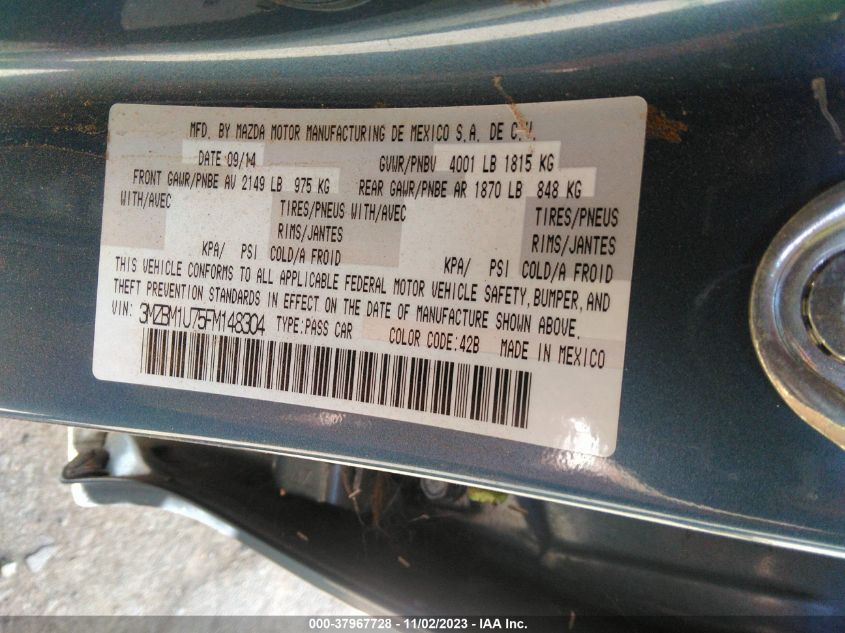 MFD. BY MAZDA MOTOR MANUFACTURING DE MEXICO S.A. DE C.V.
DATE 09/14 GVWR/PNBV 4001 LB 1815 KG
FRONT GAWR/PNBE AV 2149 LB 975 KG REAR GAWR/PNBE AR 1870 LB 848 KG
WITH/AVEC TIRES/PNEUS WITH/AVEC TIRES/PNEUS
RIMS/JANTES RIMS/JANTES
KPA/ PSI COLD/A FROID KPA/ PSI COLD/A FROID
THIS VEHICLE CONFORMS TO ALL APPLICABLE FEDERAL MOTOR VEHICLE SAFETY, BUMPER, AND
THEFT PREVENTION STANDARDS IN EFFECT ON THE DATE OF MANUFACTURE SHOWN ABOVE.
VIN: 3MZBM1U75FM148304 TYPE:PASS CAR COLOR CODE:42B MADE IN MEXICO
000-37967728 - 11/02/2023 - IAA Inc.